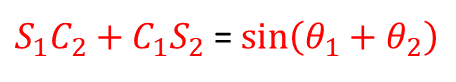 S₁C₂ + C₁S₂ = sin(θ₁ + θ₂)